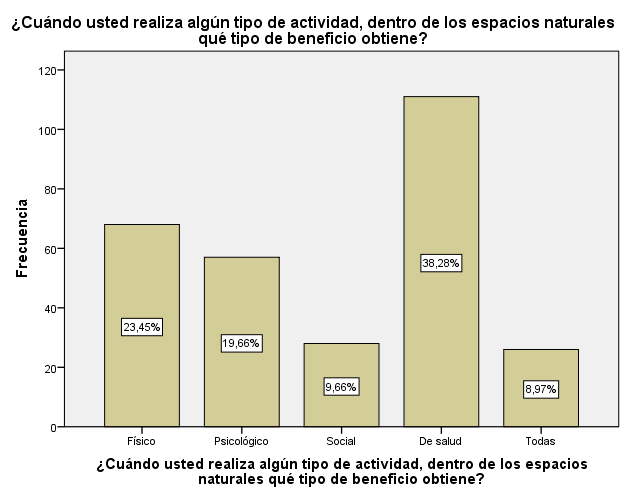 ¿Cuándo usted realiza algún tipo de actividad, dentro de los espacios naturales
qué tipo de beneficio obtiene?
120
100
80
60
40
20
0
Frecuencia
23,45%
19,66%
9,66%
38,28%
8,97%
Físico
Psicológico
Social
De salud
Todas
¿Cuándo usted realiza algún tipo de actividad, dentro de los espacios
naturales qué tipo de beneficio obtiene?